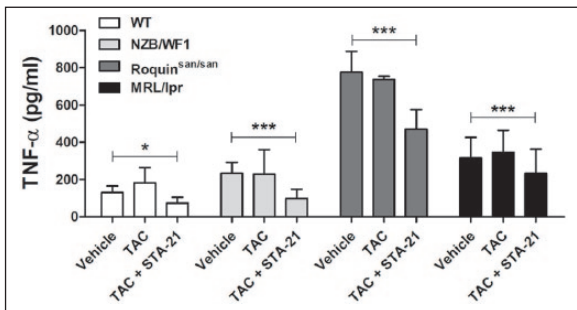 WT
NZB/WF1
Roquin^san/san
MRL/lpr
TNF-α (pg/ml)
1000
800
600
400
200
0
*
***
***
***
Vehicle
TAC
TAC + STA-21
Vehicle
TAC
TAC + STA-21
Vehicle
TAC
TAC + STA-21
Vehicle
TAC
TAC + STA-21